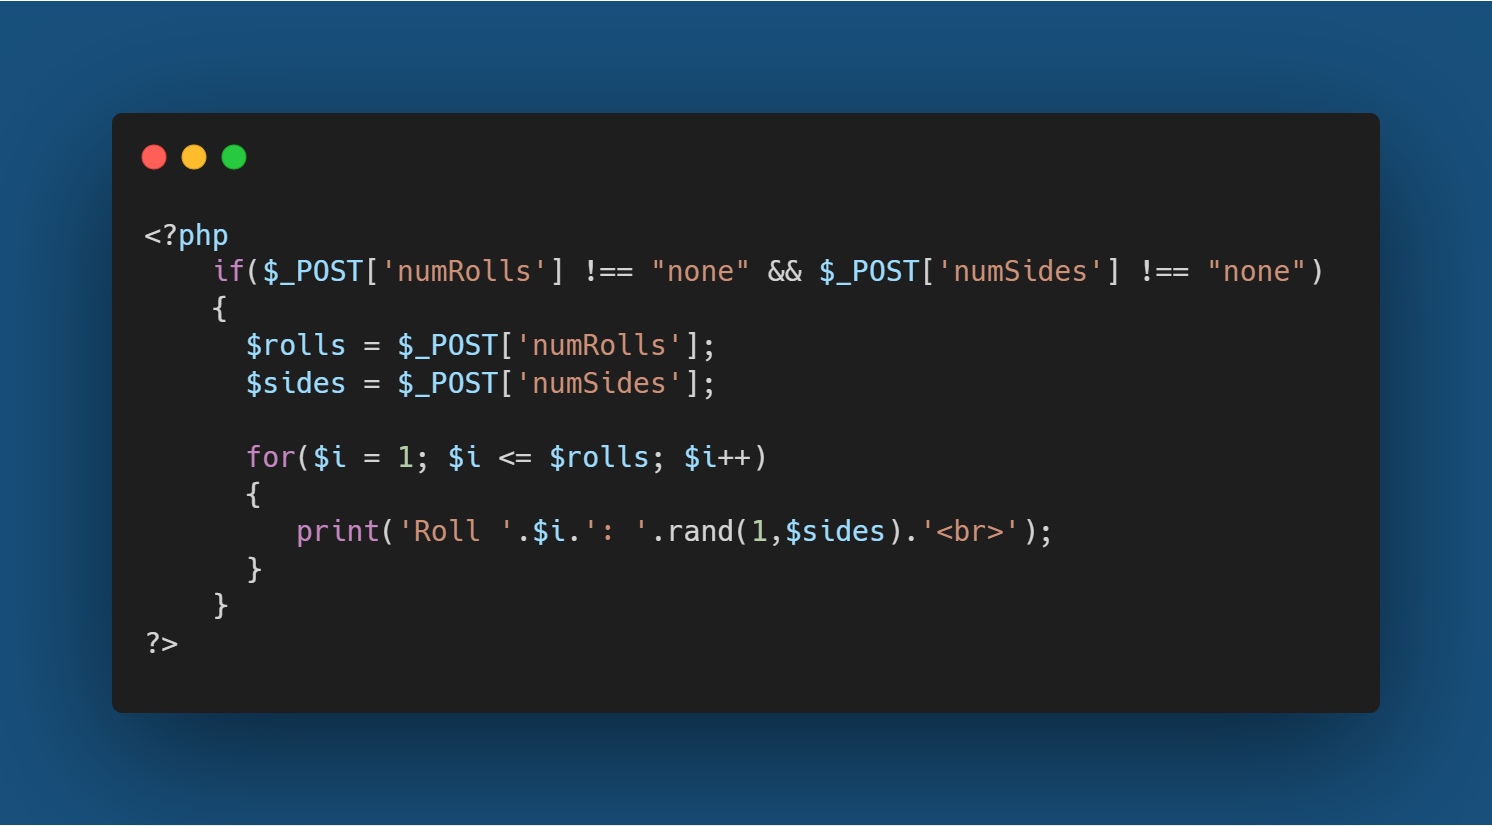 <?php
    if($_POST['numRolls'] !== "none" && $_POST['numSides'] !== "none")
    {
      $rolls = $_POST['numRolls'];
      $sides = $_POST['numSides'];

      for($i = 1; $i <= $rolls; $i++)
      {
         print('Roll '.$i.': '.rand(1,$sides).'<br>');
      }
    }
?>